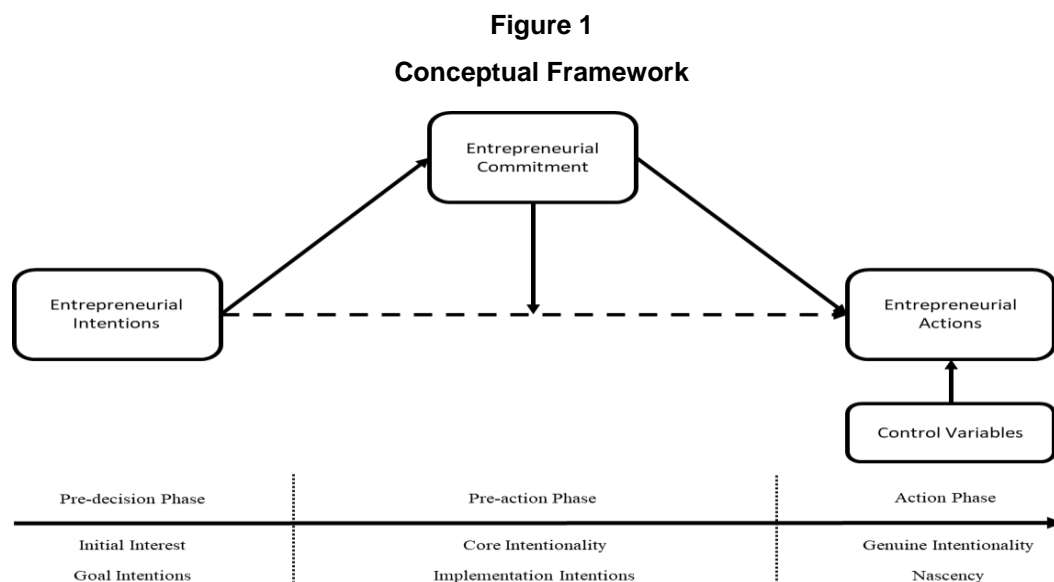 Figure 1
Conceptual Framework
Entrepreneurial
Commitment
Entrepreneurial
Intentions
Entrepreneurial
Actions
Control Variables
Pre-decision Phase
Pre-action Phase
Action Phase
Initial Interest
Core Intentionality
Genuine Intentionality
Goal Intentions
Implementation Intentions
Nascency